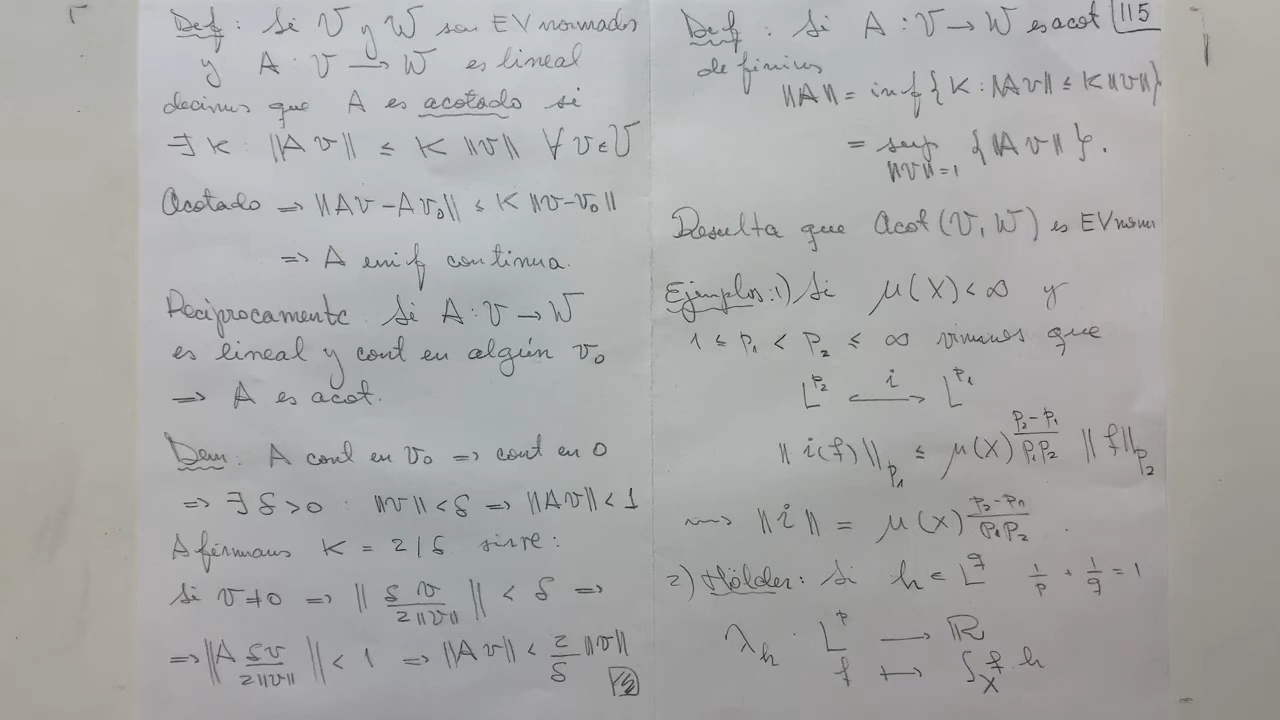 Def: Si V y W son EV normados
y A : V → W es lineal
decimos que A es acotado si
∃ K : ||A v|| ≤ K ||v|| ∀ v ∈ V
Acotado ⇒ ||Av - Av₀|| ≤ K ||v - v₀||
⇒ A unif continua.
Recíprocamente Si A : V → W
es lineal y cont en algún v₀
⇒ A es acot.
Dem: A cont en v₀ ⇒ cont en 0
⇒ ∃ δ > 0 : ||v|| < δ ⇒ ||Av|| < 1
Afirmamos K = 2/δ sirve:
Si v ≠ 0 ⇒ || δ v / 2||v|| || < δ ⇒
⇒ ||A δv / 2||v|| || < 1 ⇒ ||Av|| < 2/δ ||v||
115
Def : Si A : V → W es acot
definimos
||A|| = inf { K : ||Av|| ≤ K ||v|| }
= sup_{||v||=1} { ||Av|| }.
Resulta que Acot (V, W) es EV norm
Ejemplos: 1) Si μ(X) < ∞ y
1 ≤ p₁ < p₂ ≤ ∞ vimos que
L^{p₂} i L^{p₁}
|| i(f) ||_{p₁} ≤ μ(X)^{(p₂-p₁)/(p₁p₂)} || f ||_{p₂}
⇝ || i || = μ(X)^{(p₂-p₁)/(p₁p₂)}.
2) Hölder: Si h ∈ L^q 1/p + 1/q = 1
λ_h : L^p → ℝ
f ↦ ∫_X f · h